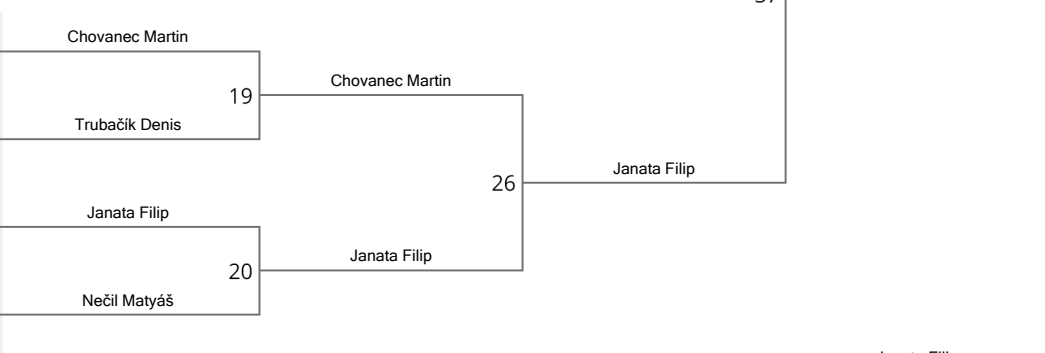 Chovanec Martin
19
Trubačík Denis
Chovanec Martin
26
Janata Filip
Janata Filip
20
Nečil Matyáš
Janata Filip